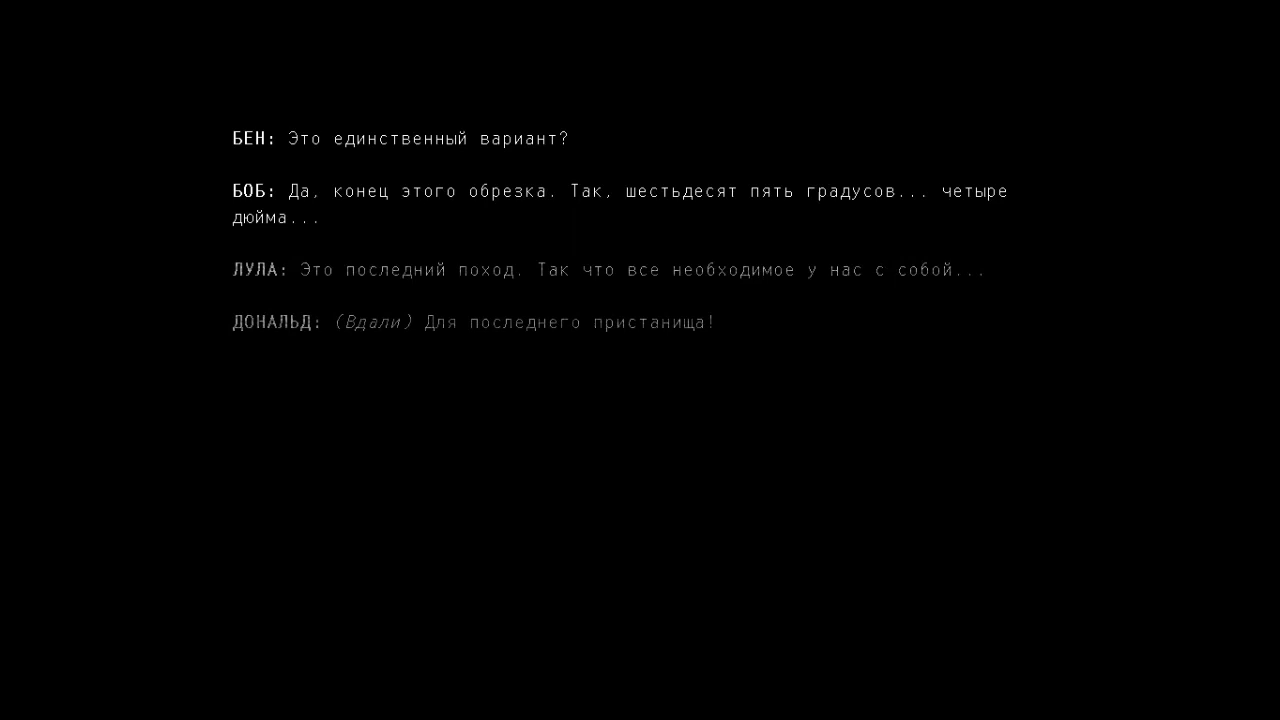 БЕН: Это единственный вариант?
БОБ: Да, конец этого обрезка. Так, шестьдесят пять градусов... четыре
дюйма...
ЛУЛА: Это последний поход. Так что все необходимое у нас с собой...
ДОНАЛЬД: (Вдали) Для последнего пристанища!